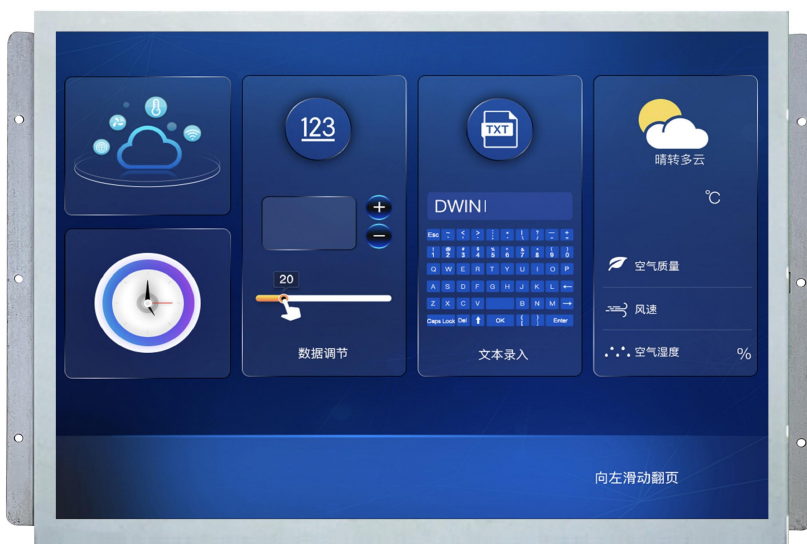 123
20
数据调节
TXT
DWIN
Esc
Q W E R T Y U I O P
A S D F G H J K L ←
Z X C V B N M →
Caps Lock Del OK Enter
文本录入
晴转多云
℃
空气质量
风速
空气湿度 %
向左滑动翻页